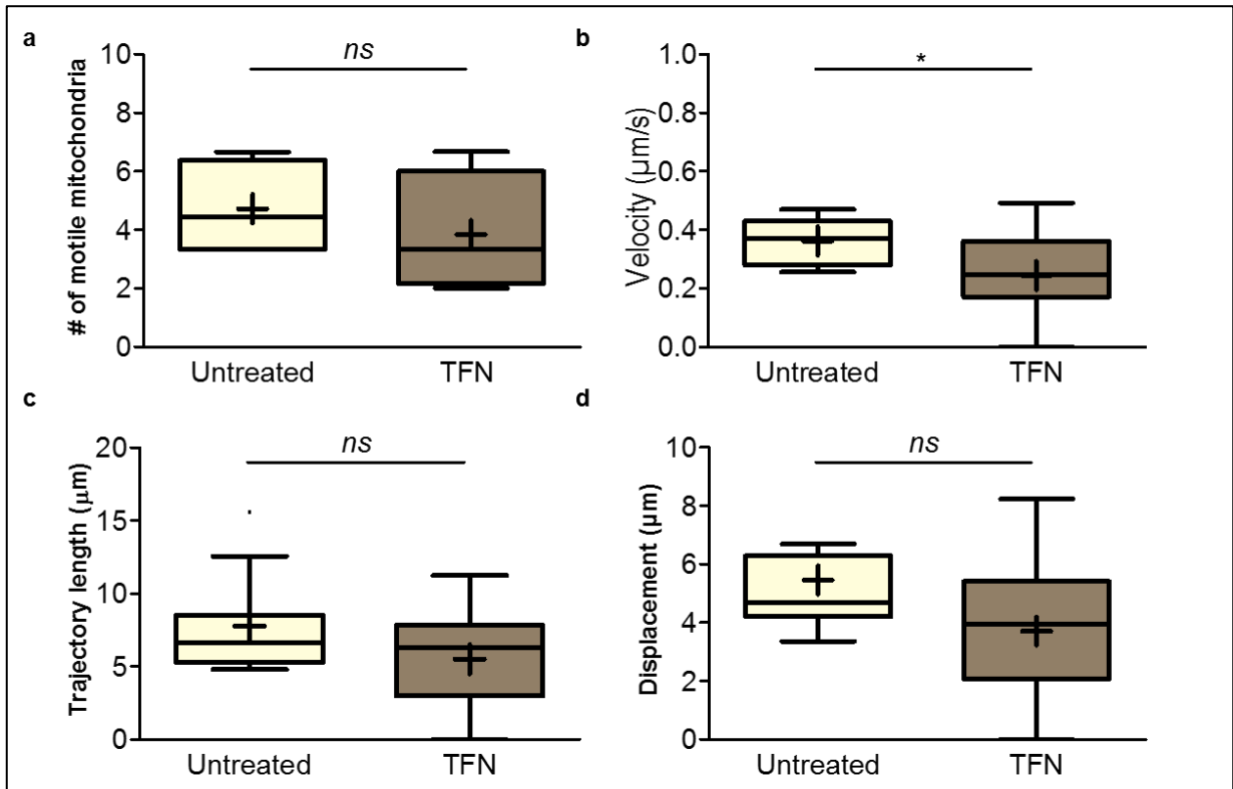 a
ns
# of motile mitochondria
10
8
6
4
2
0
Untreated TFN
b
*
Velocity (μm/s)
1.0
0.8
0.6
0.4
0.2
0.0
Untreated TFN
c
ns
Trajectory length (μm)
20
15
10
5
0
Untreated TFN
d
ns
Displacement (μm)
10
8
6
4
2
0
Untreated TFN